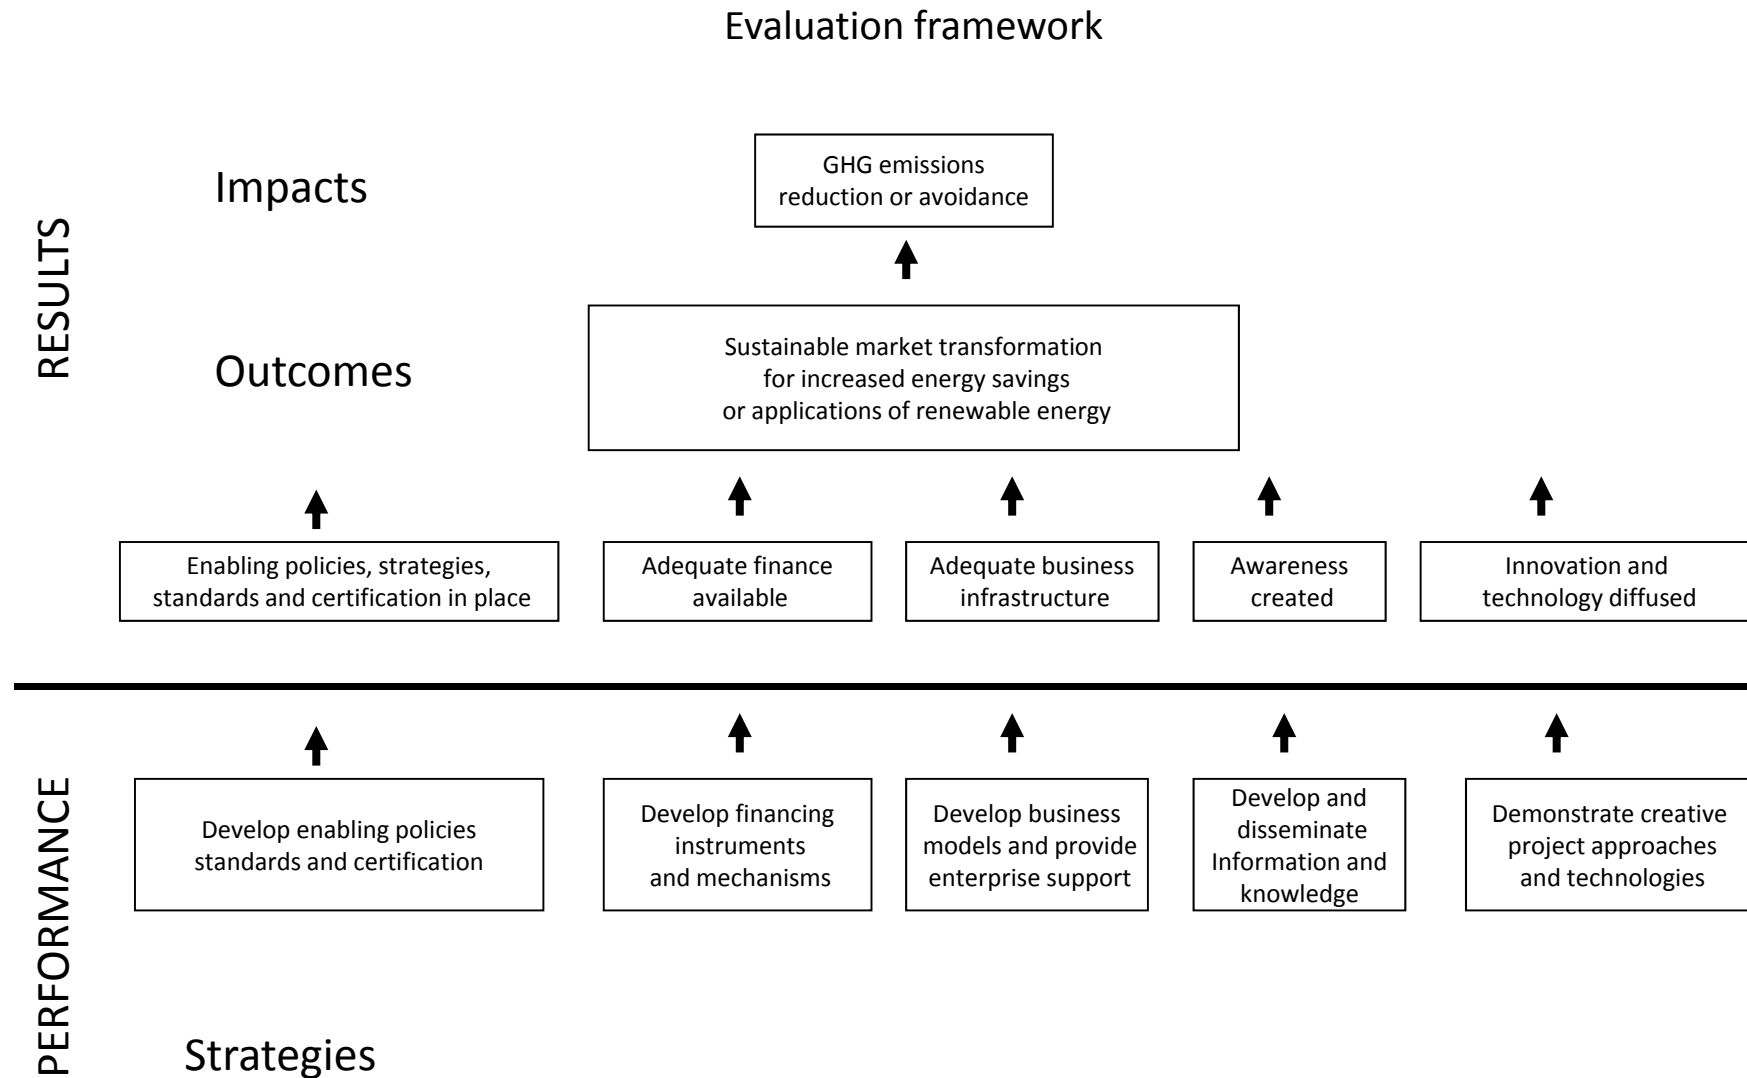 Evaluation framework
RESULTS
Impacts
GHG emissions
reduction or avoidance
Outcomes
Sustainable market transformation
for increased energy savings
or applications of renewable energy
Enabling policies, strategies,
standards and certification in place
Adequate finance
available
Adequate business
infrastructure
Awareness
created
Innovation and
technology diffused
PERFORMANCE
Develop enabling policies
standards and certification
Develop financing
instruments
and mechanisms
Develop business
models and provide
enterprise support
Develop and
disseminate
Information and
knowledge
Demonstrate creative
project approaches
and technologies
Strategies